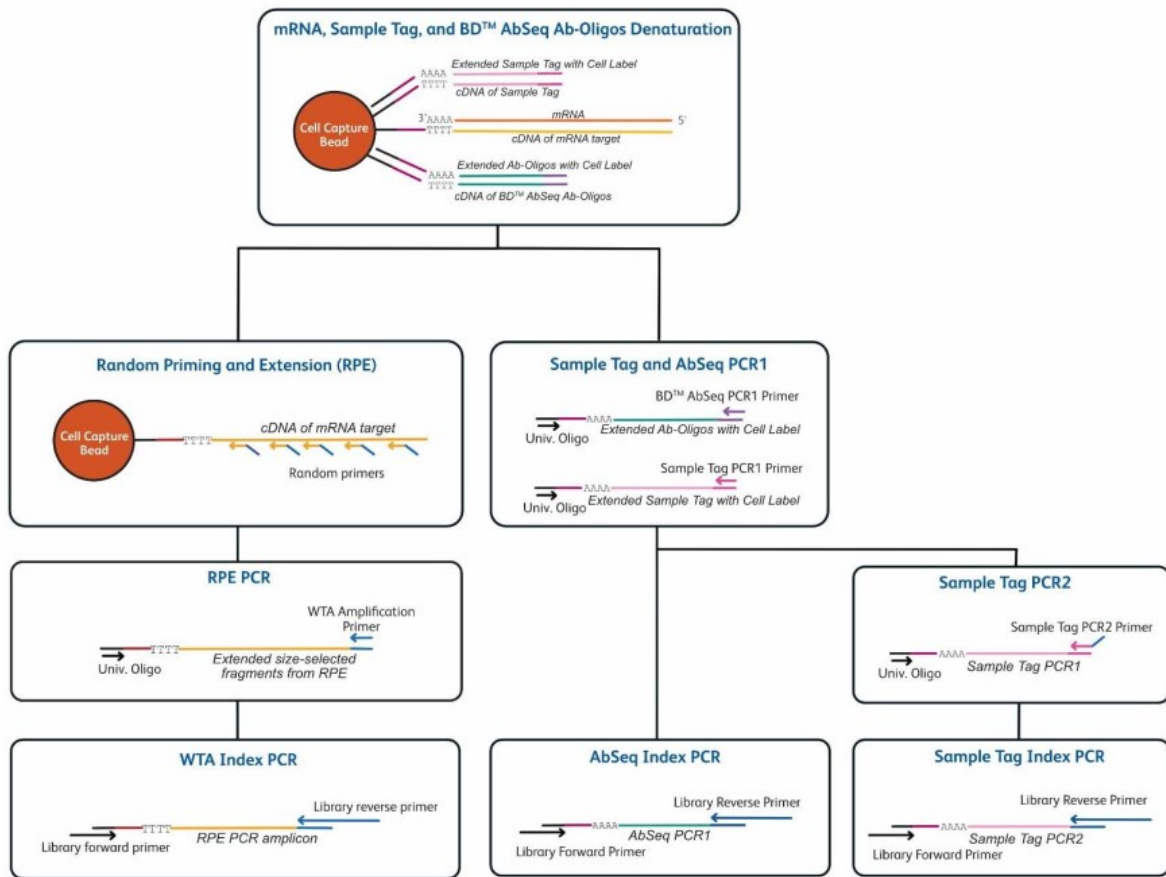 mRNA, Sample Tag, and BD™ AbSeq Ab-Oligos Denaturation
Extended Sample Tag with Cell Label
AAAA
TTTT
cDNA of Sample Tag
Cell Capture
Bead
3'
AAAA
mRNA
5'
TTTT
cDNA of mRNA target
Extended Ab-Oligos with Cell Label
AAAA
TTTT
cDNA of BD™ AbSeq Ab-Oligos
Random Priming and Extension (RPE)
Cell Capture
Bead
TTTT
cDNA of mRNA target
Random primers
Sample Tag and AbSeq PCR1
BD™ AbSeq PCR1 Primer
AAAA
Univ. Oligo
Extended Ab-Oligos with Cell Label
Sample Tag PCR1 Primer
AAAA
Univ. Oligo
Extended Sample Tag with Cell Label
RPE PCR
WTA Amplification
Primer
TTTT
Univ. Oligo
Extended size-selected
fragments from RPE
Sample Tag PCR2
Sample Tag PCR2 Primer
AAAA
Univ. Oligo
Sample Tag PCR1
WTA Index PCR
Library reverse primer
TTTT
RPE PCR amplicon
Library forward primer
AbSeq Index PCR
Library Reverse Primer
AAAA
AbSeq PCR1
Library Forward Primer
Sample Tag Index PCR
Library Reverse Primer
AAAA
Sample Tag PCR2
Library Forward Primer